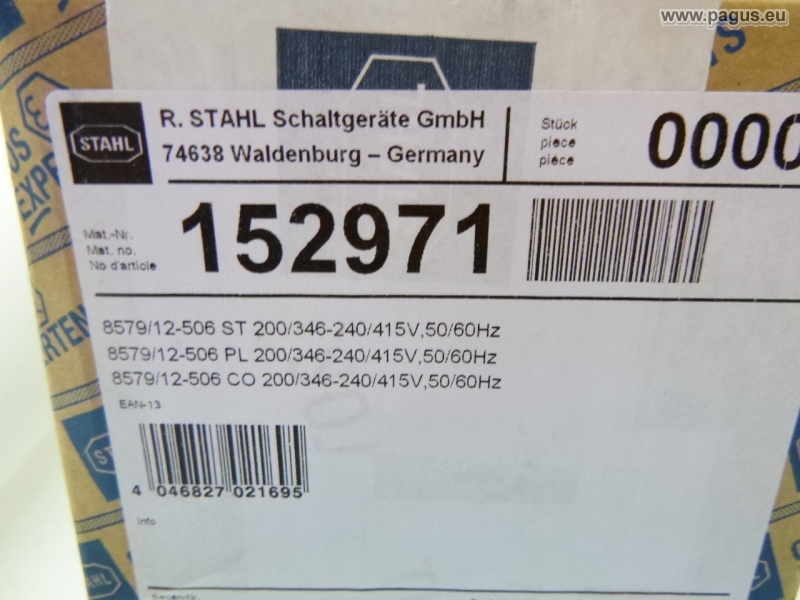 www.pagus.eu
STAHL
R. STAHL Schaltgeräte GmbH
74638 Waldenburg – Germany
Stück
piece
pièce
0000
Mat.-Nr.
Mat. no.
No d'article
152971
8579/12-506 ST 200/346-240/415V,50/60Hz
8579/12-506 PL 200/346-240/415V,50/60Hz
8579/12-506 CO 200/346-240/415V,50/60Hz
EAN-13
4 046827 021695
Info
STAHL